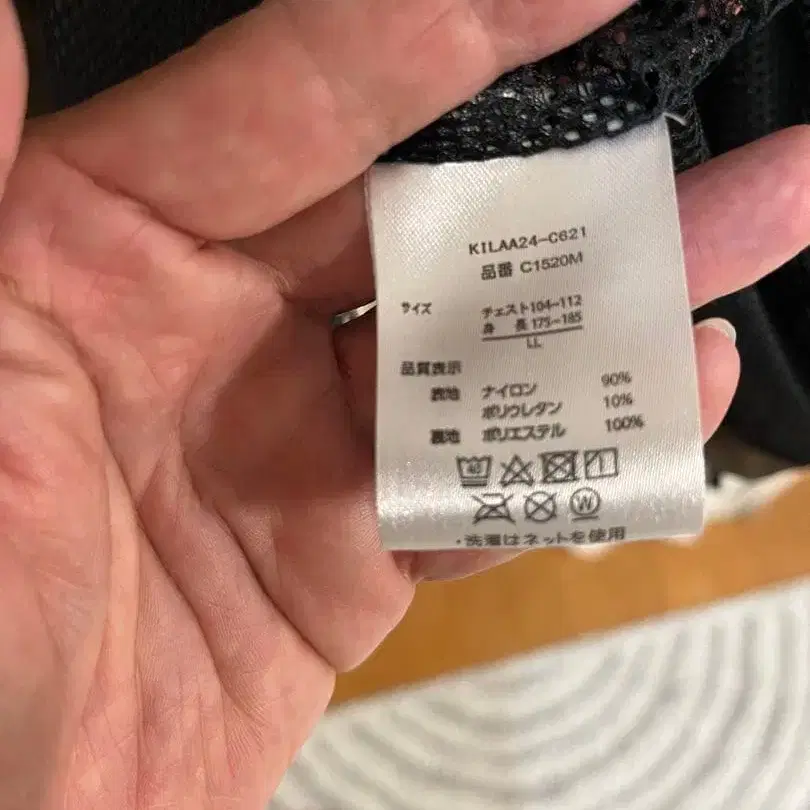 KILAA24-C621
品番 C1520M
サイズ チェスト104-112
身 長 175-185
LL
品質表示
表地 ナイロン 90%
ポリウレタン 10%
裏地 ポリエステル 100%
40
W
・洗濯はネットを使用